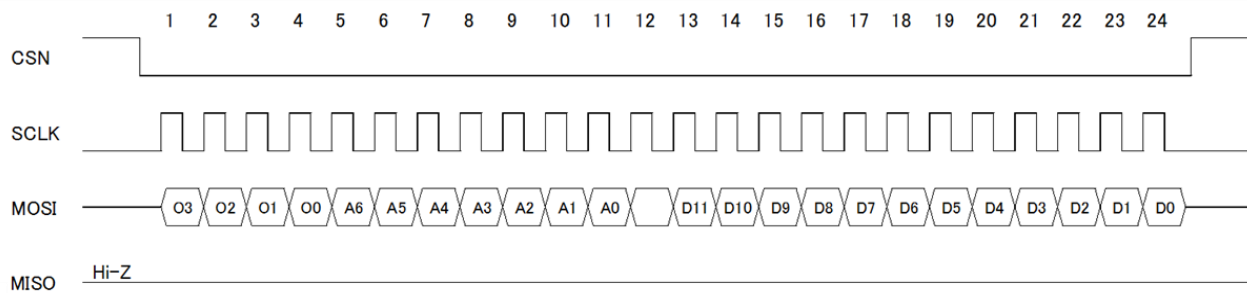 1 2 3 4 5 6 7 8 9 10 11 12 13 14 15 16 17 18 19 20 21 22 23 24
CSN
SCLK
MOSI O3 O2 O1 O0 A6 A5 A4 A3 A2 A1 A0 D11 D10 D9 D8 D7 D6 D5 D4 D3 D2 D1 D0
MISO Hi-Z